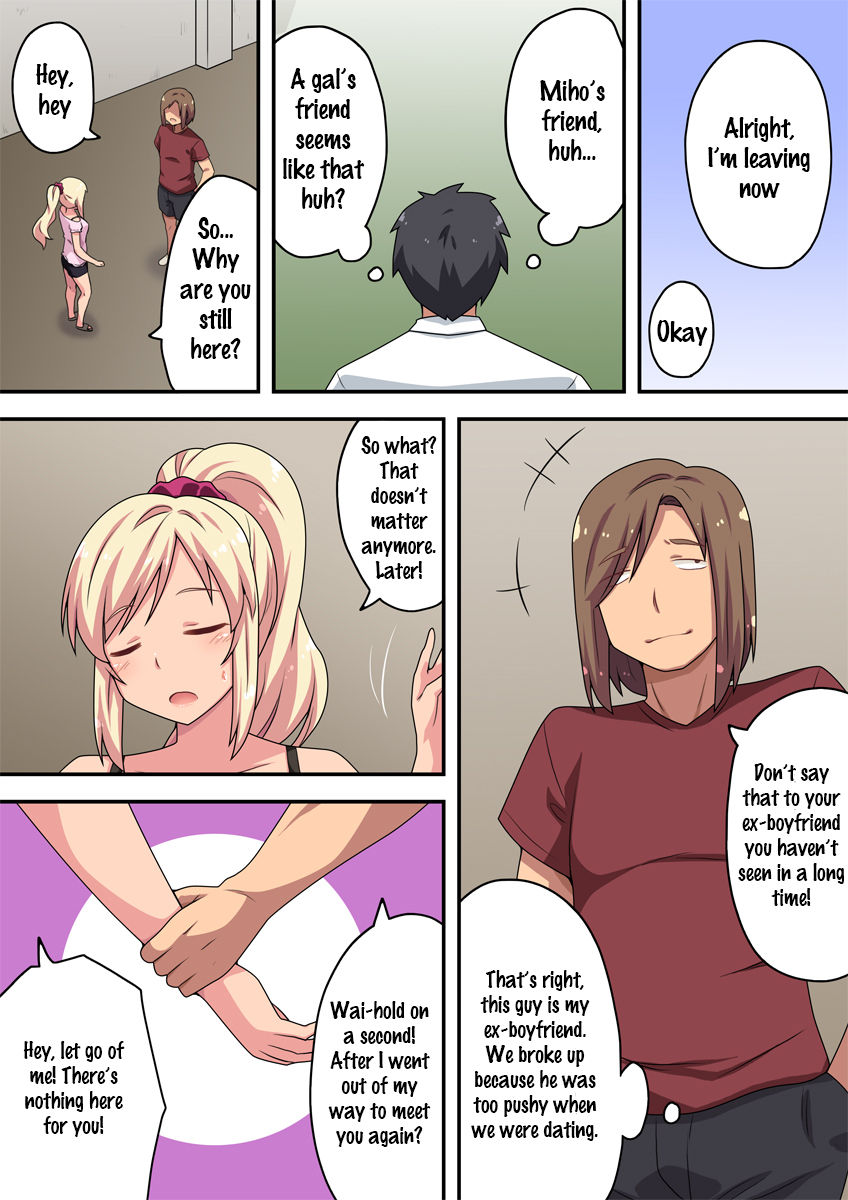 Alright,
I'm leaving
now
Okay
Miho's
friend,
huh...
A gal's
friend
seems
like that
huh?
Hey,
hey
So...
Why
are you
still
here?
Don't say
that to your
ex-boyfriend
you haven't
seen in a long
time!
That's right,
this guy is my
ex-boyfriend.
We broke up
because he was
too pushy when
we were dating.
So what?
That
doesn't
matter
anymore.
Later!
Wai-hold on
a second!
After I went
out of my
way to meet
you again?
Hey, let go of
me! There's
nothing here
for you!